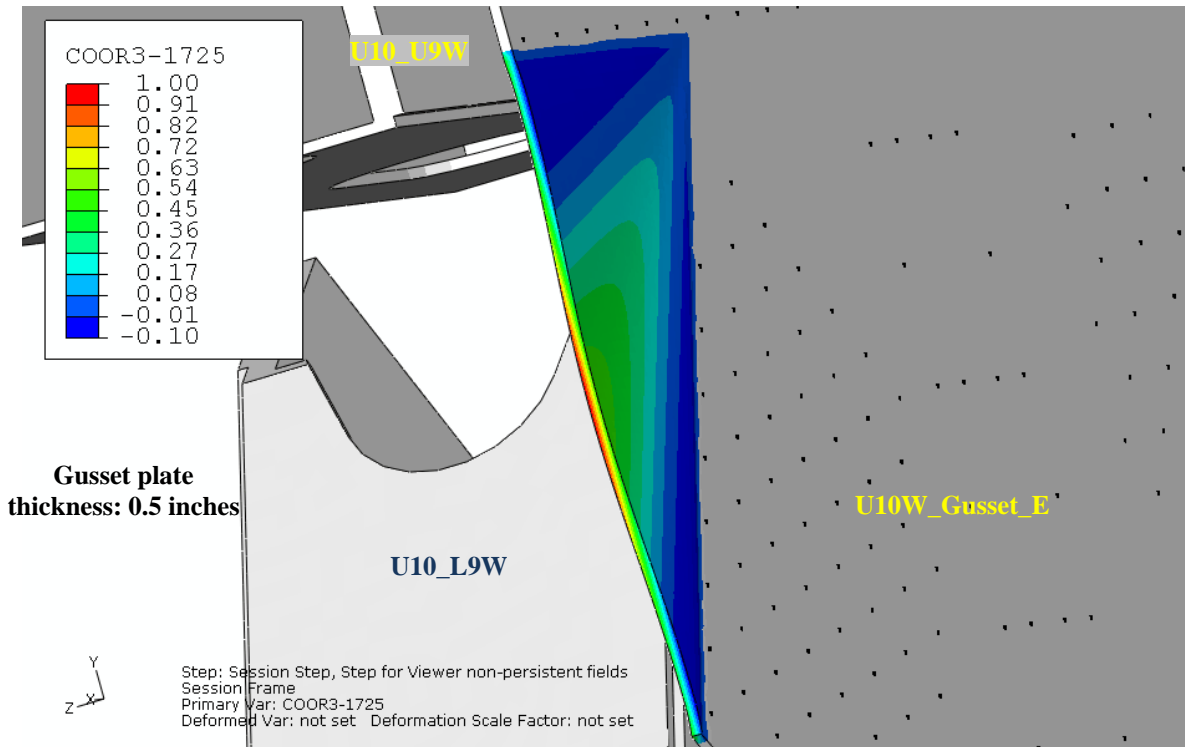 COOR3-1725
1.00
0.91
0.82
0.72
0.63
0.54
0.45
0.36
0.27
0.17
0.08
-0.01
-0.10
U10_U9W
Gusset plate
thickness: 0.5 inches
U10W_Gusset_E
U10_L9W
Y
Z
X
Step: Session Step, Step for Viewer non-persistent fields
Session Frame
Primary Var: COOR3-1725
Deformed Var: not set Deformation Scale Factor: not set